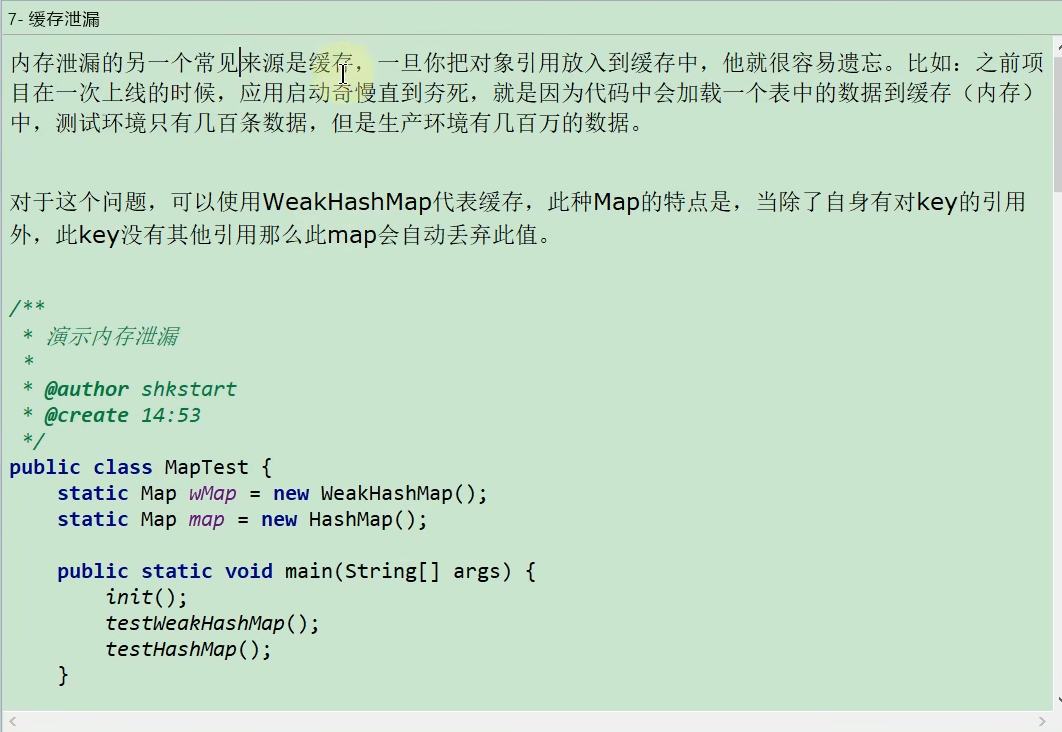 7- 缓存泄漏
内存泄漏的另一个常见来源是缓存，一旦你把对象引用放入到缓存中，他就很容易遗忘。比如：之前项
目在一次上线的时候，应用启动奇慢直到夯死，就是因为代码中会加载一个表中的数据到缓存（内存）
中，测试环境只有几百条数据，但是生产环境有几百万的数据。
对于这个问题，可以使用WeakHashMap代表缓存，此种Map的特点是，当除了自身有对key的引用
外，此key没有其他引用那么此map会自动丢弃此值。
/**
 * 演示内存泄漏
 *
 * @author shkstart
 * @create 14:53
 */
public class MapTest {
    static Map wMap = new WeakHashMap();
    static Map map = new HashMap();
    public static void main(String[] args) {
        init();
        testWeakHashMap();
        testHashMap();
    }